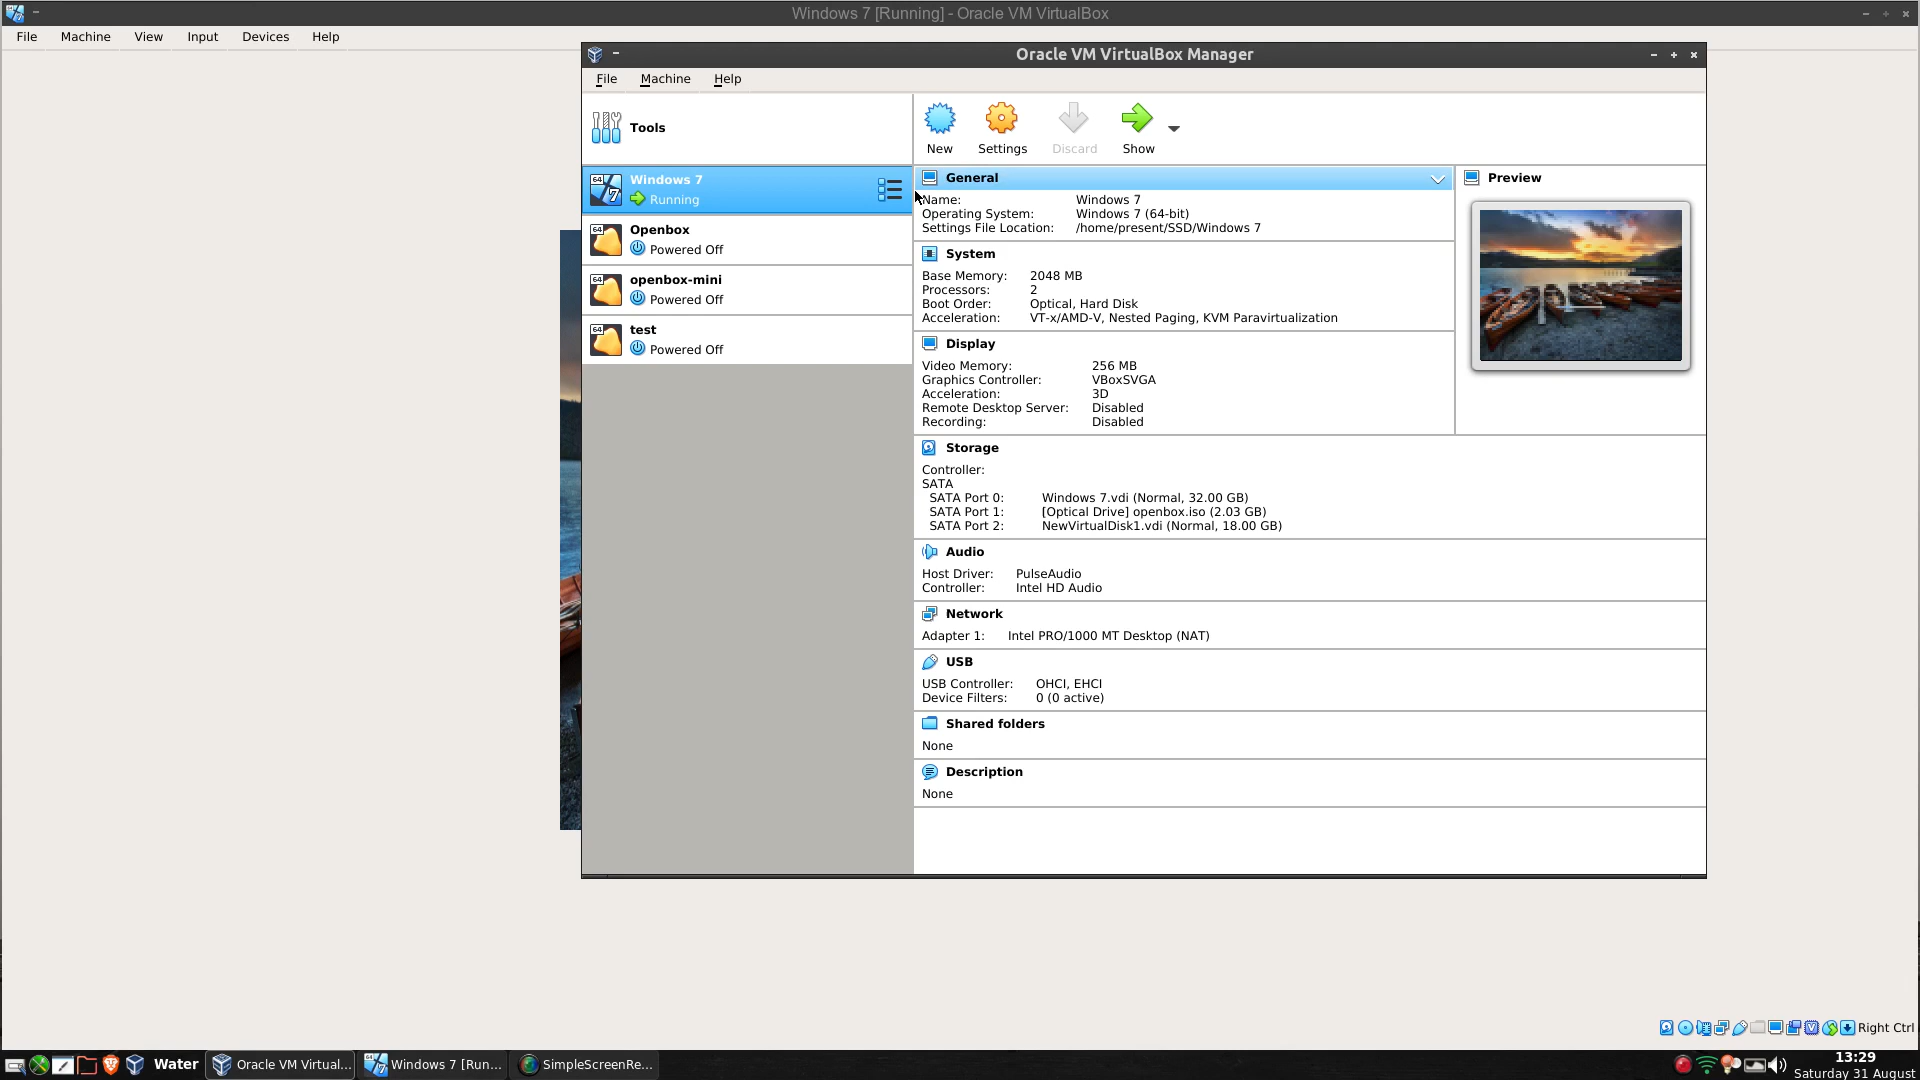 Windows 7 [Running] - Oracle VM VirtualBox
File Machine View Input Devices Help
Oracle VM VirtualBox Manager
File Machine Help
Tools
New Settings Discard Show
64
7
Windows 7
Running
64
Openbox
Powered Off
64
openbox-mini
Powered Off
64
test
Powered Off
General
Name: Windows 7
Operating System: Windows 7 (64-bit)
Settings File Location: /home/present/SSD/Windows 7
System
Base Memory: 2048 MB
Processors: 2
Boot Order: Optical, Hard Disk
Acceleration: VT-x/AMD-V, Nested Paging, KVM Paravirtualization
Display
Video Memory: 256 MB
Graphics Controller: VBoxSVGA
Acceleration: 3D
Remote Desktop Server: Disabled
Recording: Disabled
Preview
Storage
Controller:
SATA
SATA Port 0: Windows 7.vdi (Normal, 32.00 GB)
SATA Port 1: [Optical Drive] openbox.iso (2.03 GB)
SATA Port 2: NewVirtualDisk1.vdi (Normal, 18.00 GB)
Audio
Host Driver: PulseAudio
Controller: Intel HD Audio
Network
Adapter 1: Intel PRO/1000 MT Desktop (NAT)
USB
USB Controller: OHCI, EHCI
Device Filters: 0 (0 active)
Shared folders
None
Description
None
Right Ctrl
Water Oracle VM Virtual... Windows 7 [Run... SimpleScreenRe...
13:29
Saturday 31 August